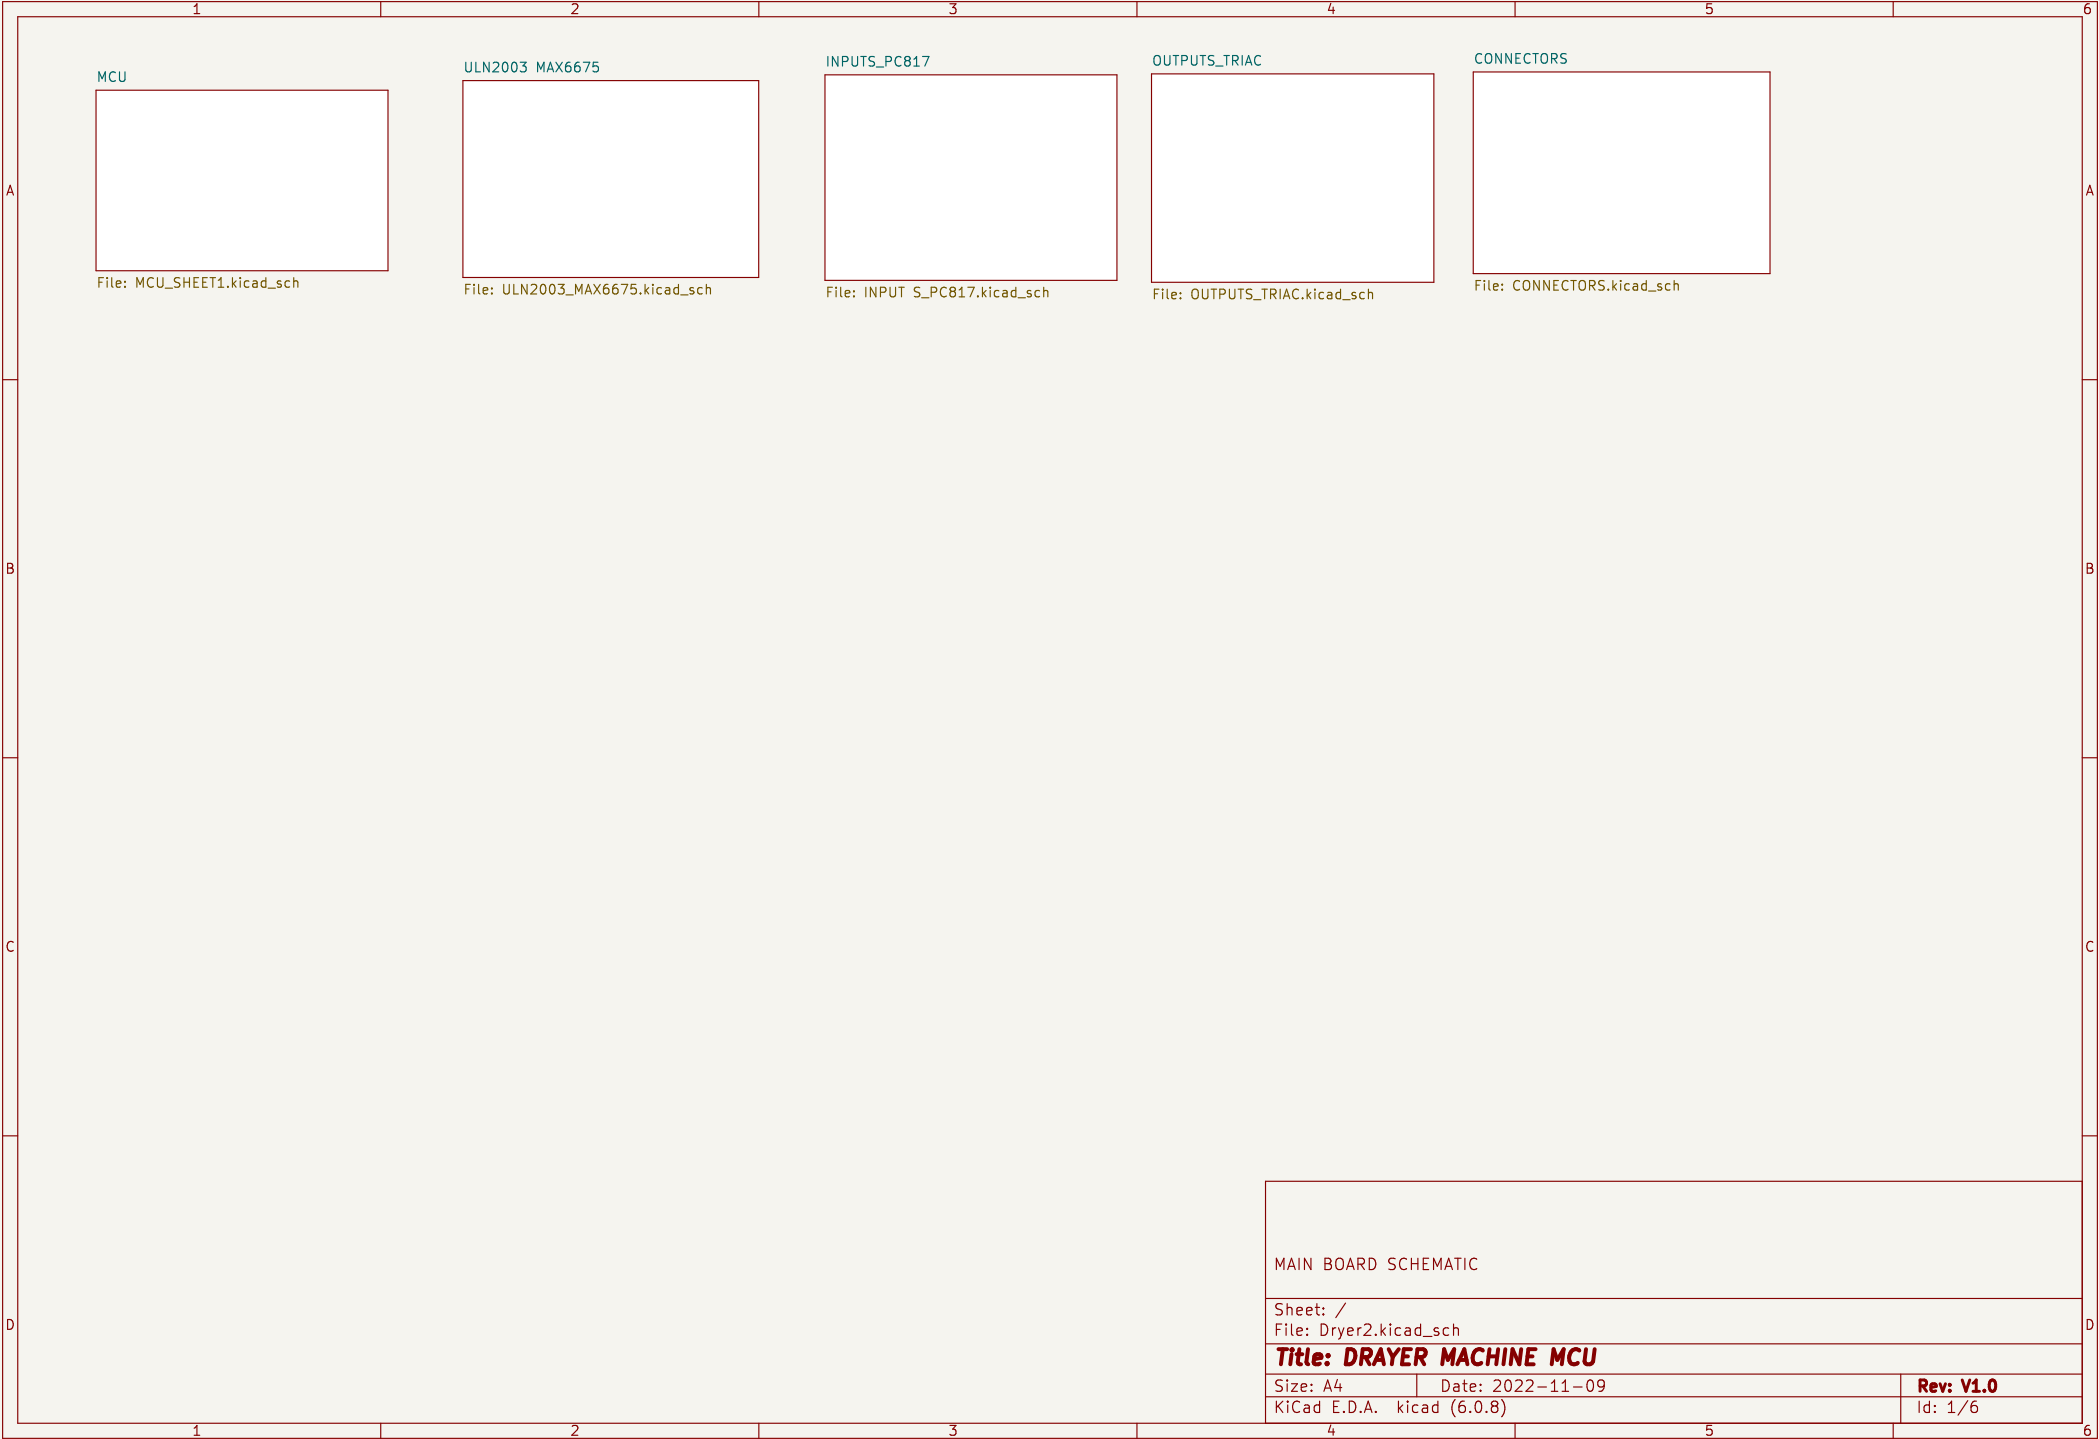 1 2 3 4 5 6
MCU
ULN2003 MAX6675
INPUTS_PC817
OUTPUTS_TRIAC
CONNECTORS
File: MCU_SHEET1.kicad_sch
File: ULN2003_MAX6675.kicad_sch
File: INPUT S_PC817.kicad_sch
File: OUTPUTS_TRIAC.kicad_sch
File: CONNECTORS.kicad_sch
A A
B B
C C
D D
MAIN BOARD SCHEMATIC
Sheet: /
File: Dryer2.kicad_sch
Title: DRAYER MACHINE MCU
Size: A4 Date: 2022-11-09 Rev: V1.0
KiCad E.D.A. kicad (6.0.8) Id: 1/6
1 2 3 4 5 6